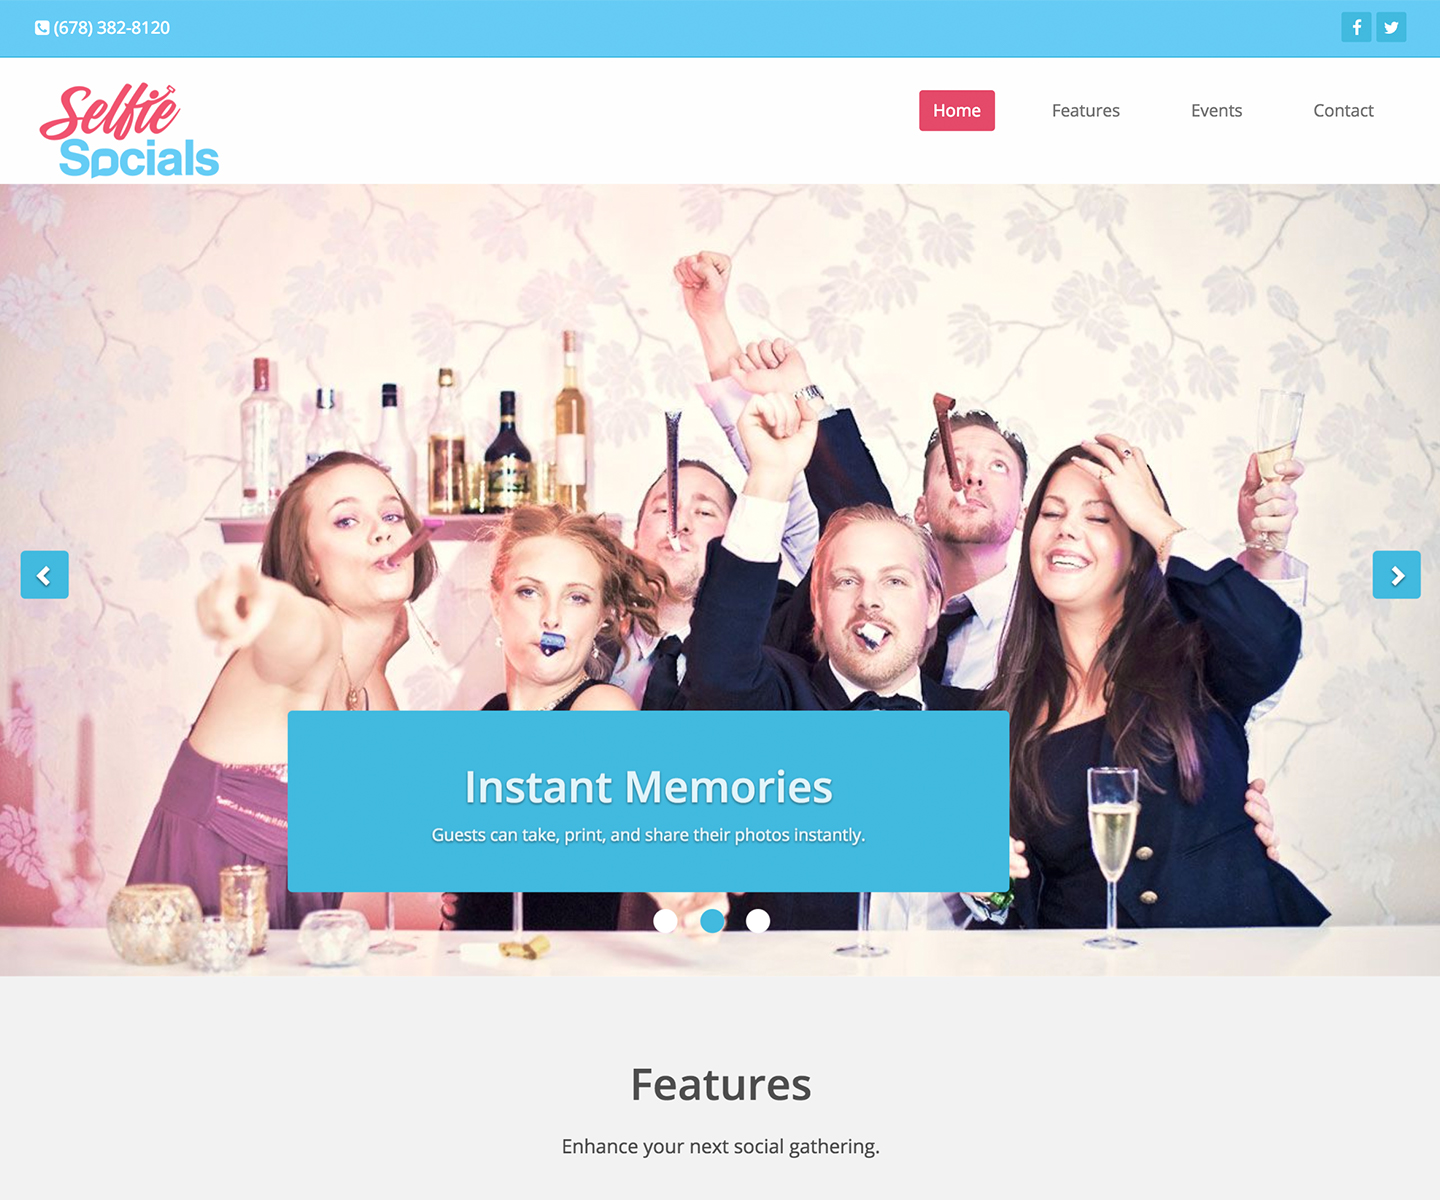 (678) 382-8120
Selfie
Socials
Home
Features
Events
Contact
Instant Memories
Guests can take, print, and share their photos instantly.
Features
Enhance your next social gathering.